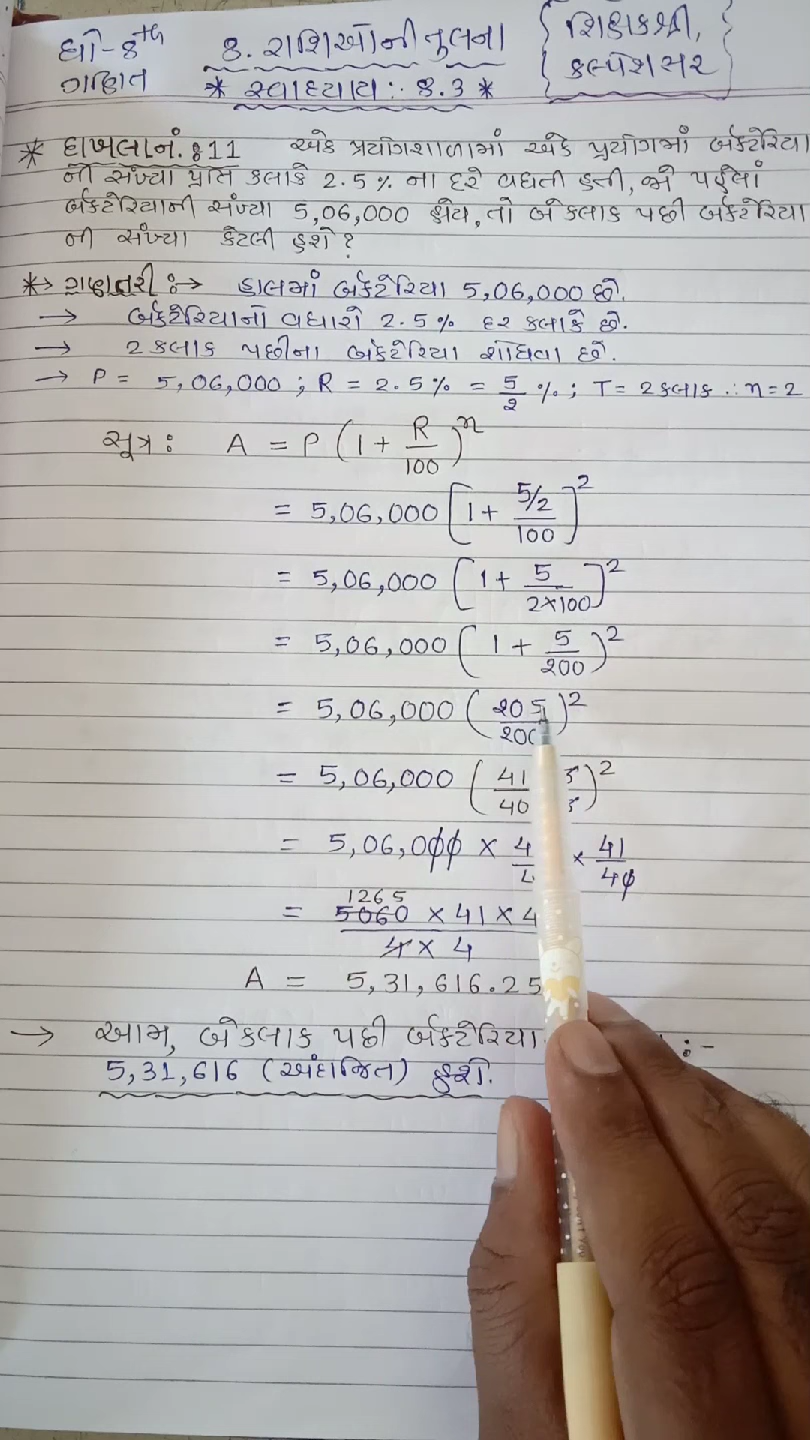 ધો-8th 8. રાશિઓની તુલના { શિક્ષકશ્રી,
ગણિત * સ્વાધ્યાય :- 8.3 * કલ્પેશ સર }
* દાખલા નં. 11 એક પ્રયોગશાળામાં એક પ્રયોગમાં બેક્ટેરિયા
ની સંખ્યા પ્રતિ કલાકે 2.5% ના દરે વધતી હતી, જો પહેલાં
બેક્ટેરિયાની સંખ્યા 5,06,000 હોય, તો બે કલાક પછી બેક્ટેરિયા
ની સંખ્યા કેટલી હશે?
*→ ગણતરી :→ હાલમાં બેક્ટેરિયા 5,06,000 છે.
→ બેક્ટેરિયાનો વધારો 2.5% દર કલાકે છે.
→ 2 કલાક પછીના બેક્ટેરિયા શોધવા છે.
→ P = 5,06,000 ; R = 2.5% = 5/2 % ; T = 2 કલાક ∴ n = 2
સૂત્ર : A = P (1 + R/100)^n
= 5,06,000 [1 + 5/2/100]^2
= 5,06,000 (1 + 5/2×100)^2
= 5,06,000 (1 + 5/200)^2
= 5,06,000 (205/200)^2
= 5,06,000 (41/40 5/5)^2
= 5,06,000 × 4 × 41/40
1265
= 5060 × 41 × 4
4 × 4
A = 5,31,616.25
→ આમ, બે કલાક પછી બેક્ટેરિયા :-
5,31,616 (અંદાજિત) હશે.